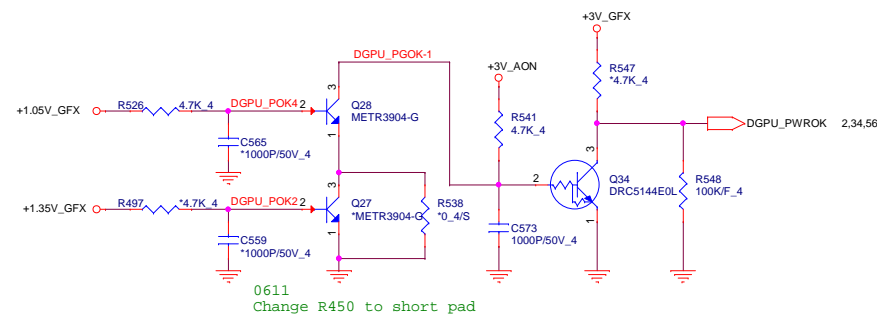 +3V_GFX
DGPU_PGOK-1
+3V_AON
R547
*4.7K_4
3
+1.05V_GFX
R526
4.7K_4
DGPU_POK4
2
Q28
METR3904-G
1
R541
4.7K_4
DGPU_PWROK
2,34,56
C565
*1000P/50V_4
3
2
Q34
DRC5144E0L
1
R548
100K/F_4
+1.35V_GFX
R497
*4.7K_4
DGPU_POK2
2
3
Q27
*METR3904-G
1
R538
*0_4/S
C573
1000P/50V_4
C559
*1000P/50V_4
0611
Change R450 to short pad